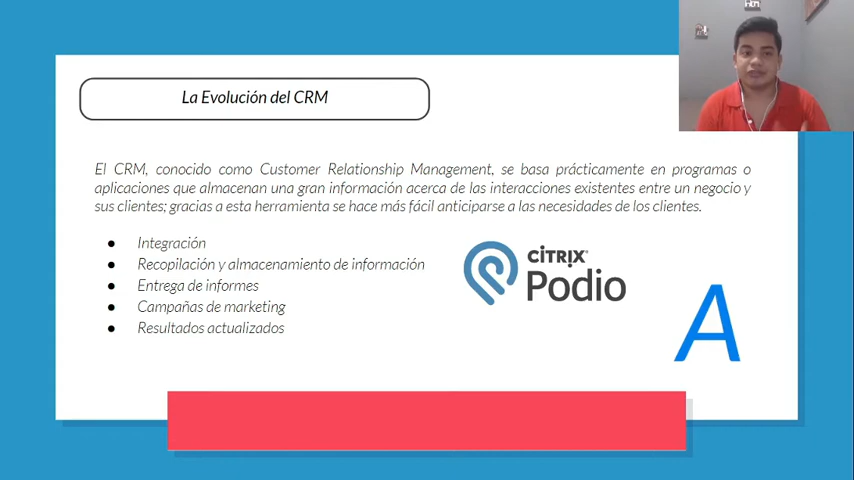 La Evolución del CRM
El CRM, conocido como Customer Relationship Management, se basa prácticamente en programas o
aplicaciones que almacenan una gran información acerca de las interacciones existentes entre un negocio y
sus clientes; gracias a esta herramienta se hace más fácil anticiparse a las necesidades de los clientes.
● Integración
● Recopilación y almacenamiento de información
● Entrega de informes
● Campañas de marketing
● Resultados actualizados
CİTRIX
Podio
A